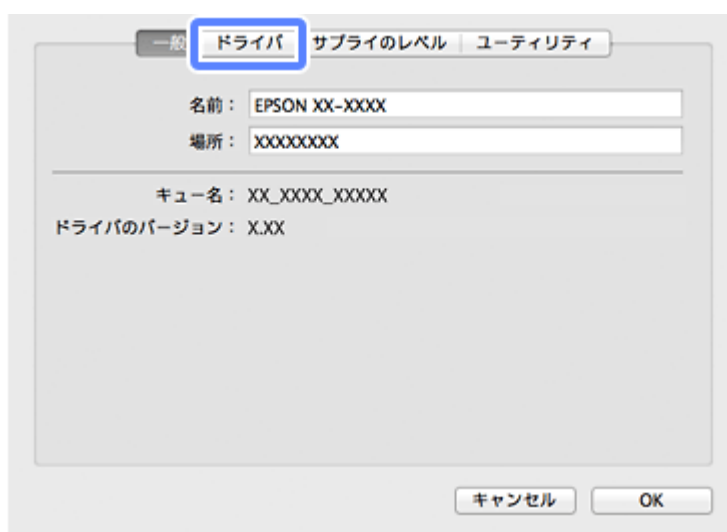 一般 ドライバ サプライのレベル ユーティリティ
名前： EPSON XX-XXXX
場所： XXXXXXXX
キュー名： XX_XXXX_XXXXX
ドライバのバージョン： X.XX
キャンセル OK